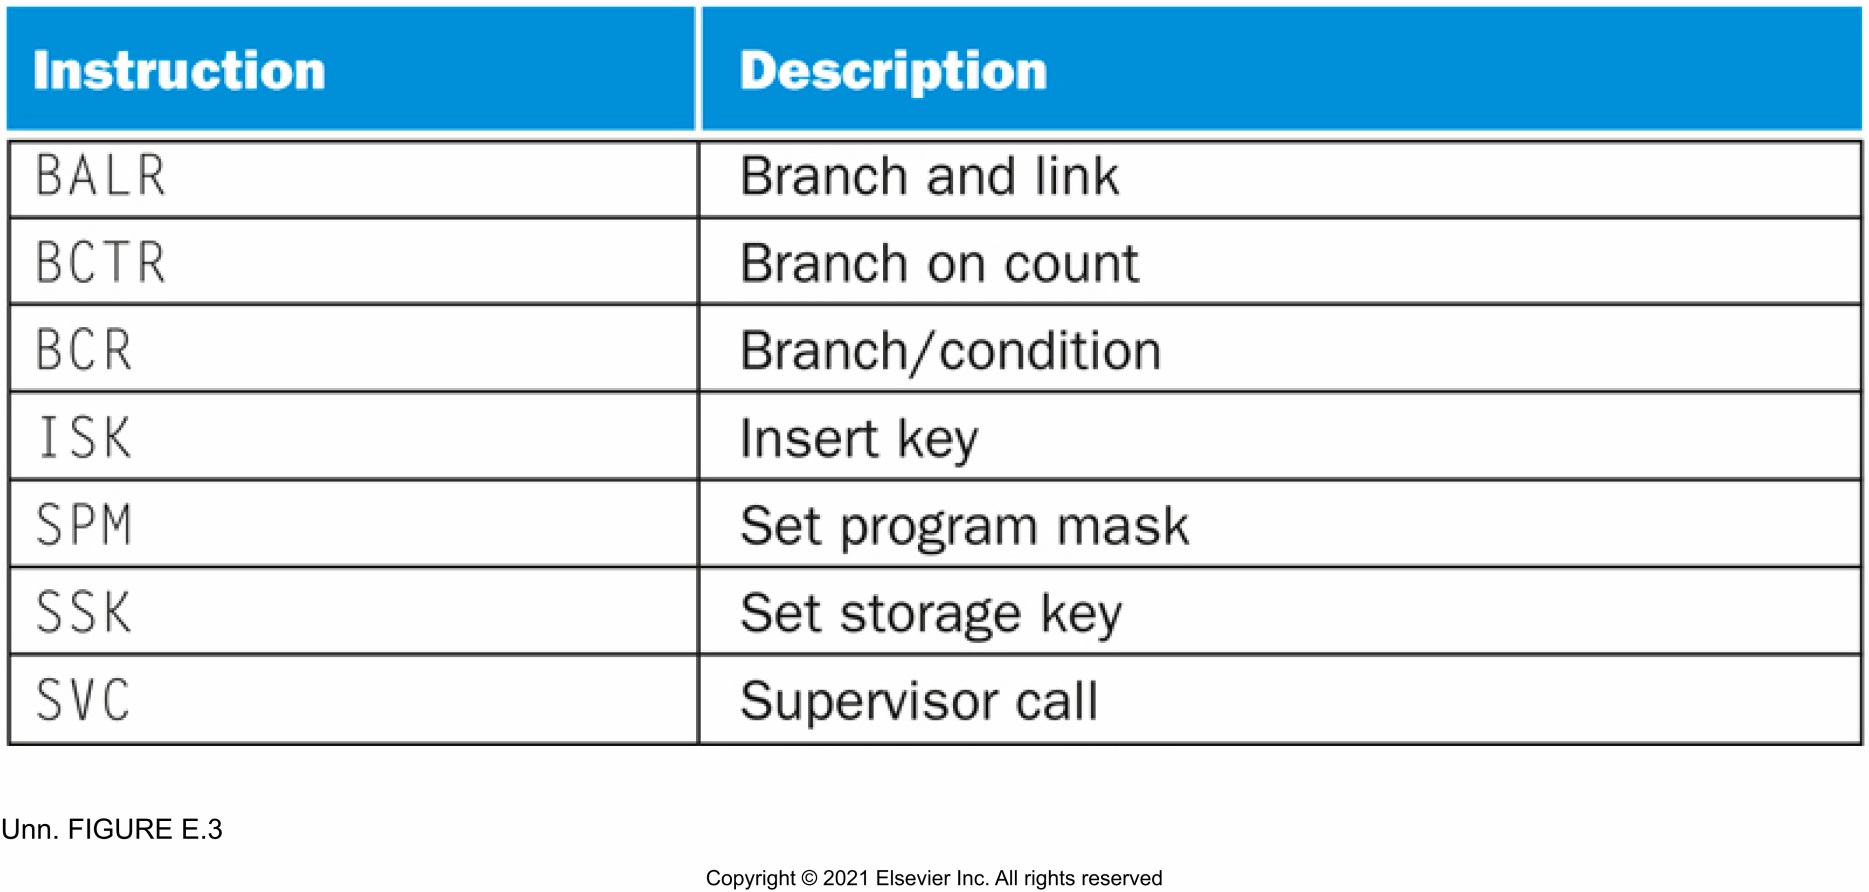 Instruction Description
BALR Branch and link
BCTR Branch on count
BCR Branch/condition
ISK Insert key
SPM Set program mask
SSK Set storage key
SVC Supervisor call
Unn. FIGURE E.3
Copyright © 2021 Elsevier Inc. All rights reserved